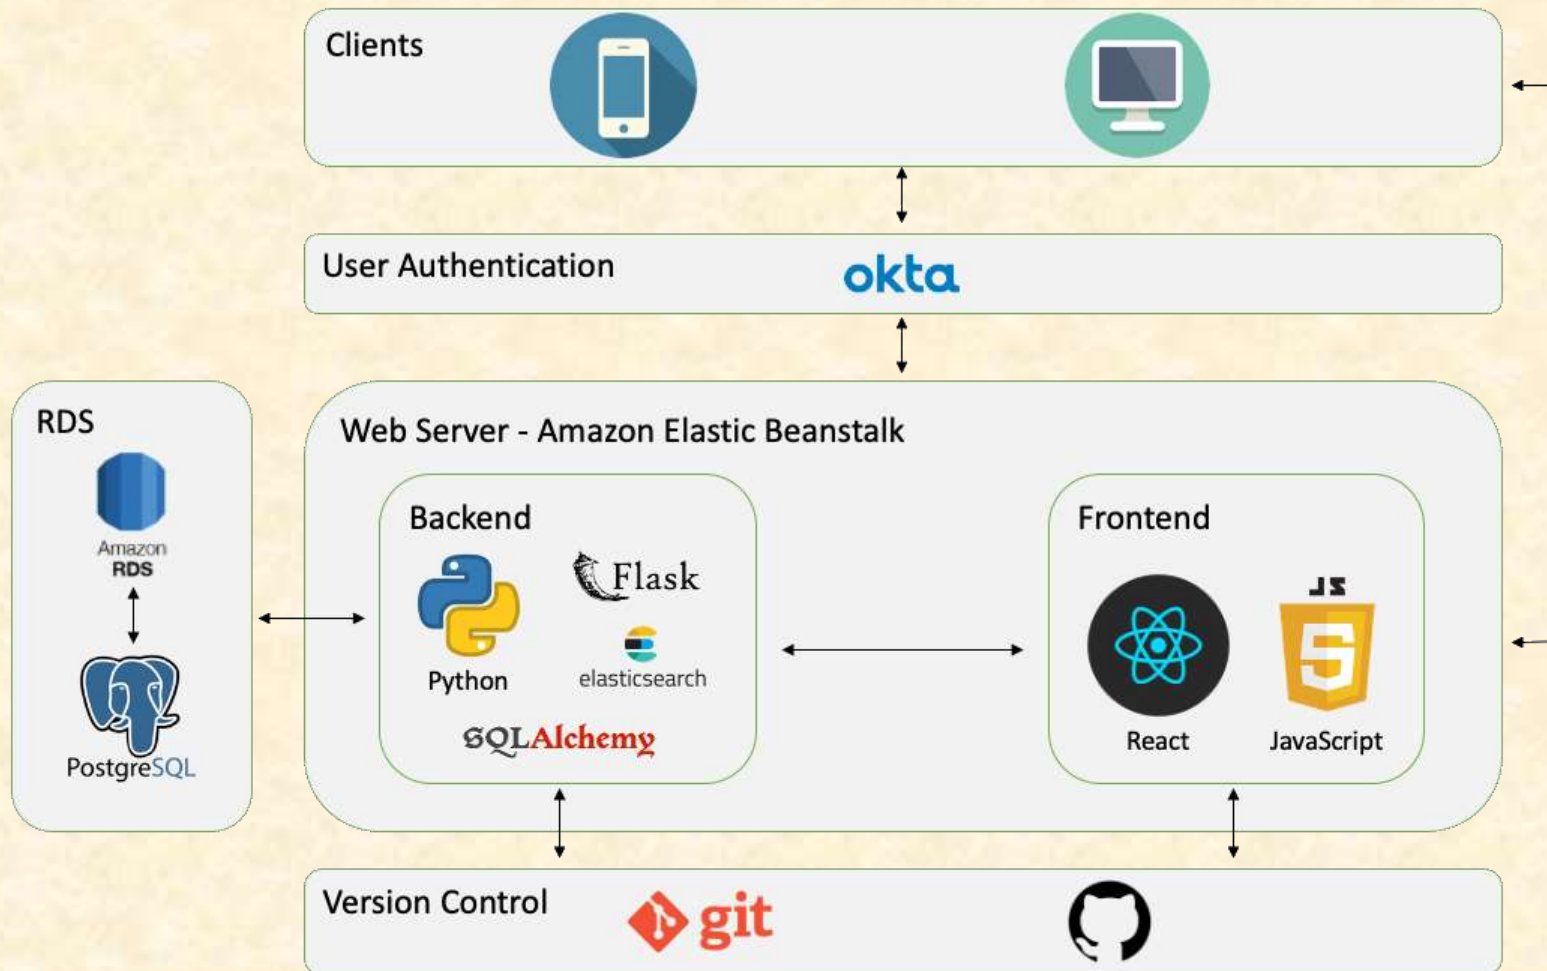 Clients
User Authentication
okta
RDS
Amazon
RDS
PostgreSQL
Web Server - Amazon Elastic Beanstalk
Backend
Python
Flask
elasticsearch
SQLAlchemy
Frontend
React
JS
5
JavaScript
Version Control
git